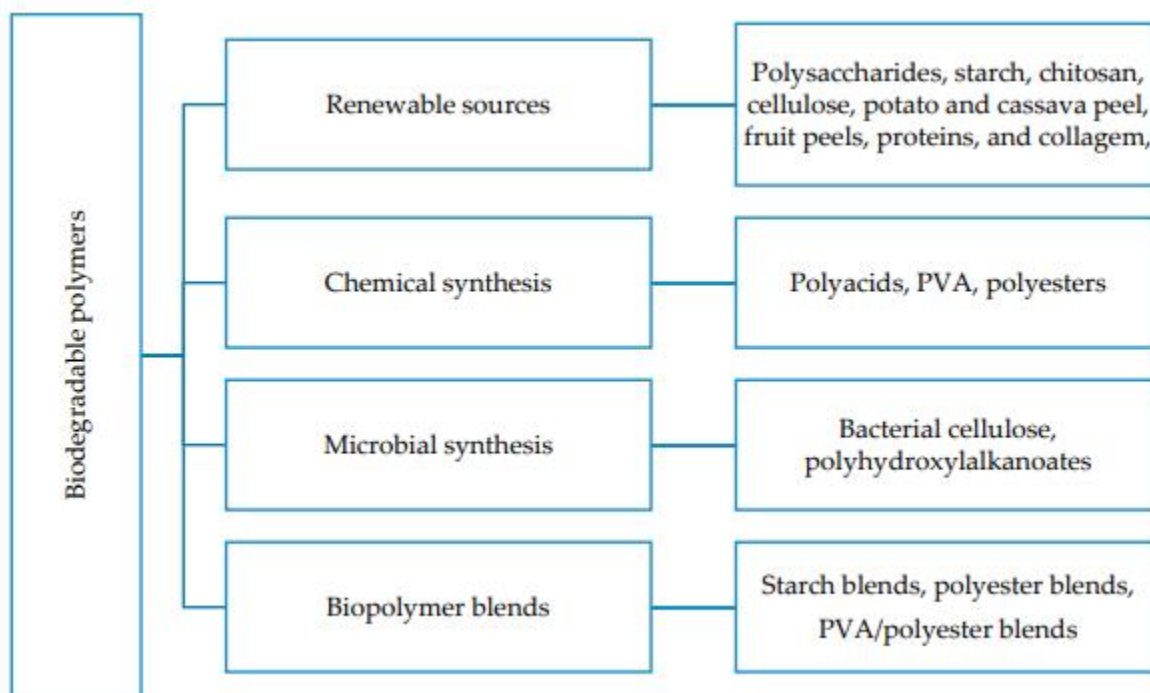 Biodegradable polymers
Renewable sources
Polysaccharides, starch, chitosan,
cellulose, potato and cassava peel,
fruit peels, proteins, and collagem,
Chemical synthesis
Polyacids, PVA, polyesters
Microbial synthesis
Bacterial cellulose,
polyhydroxylalkanoates
Biopolymer blends
Starch blends, polyester blends,
PVA/polyester blends